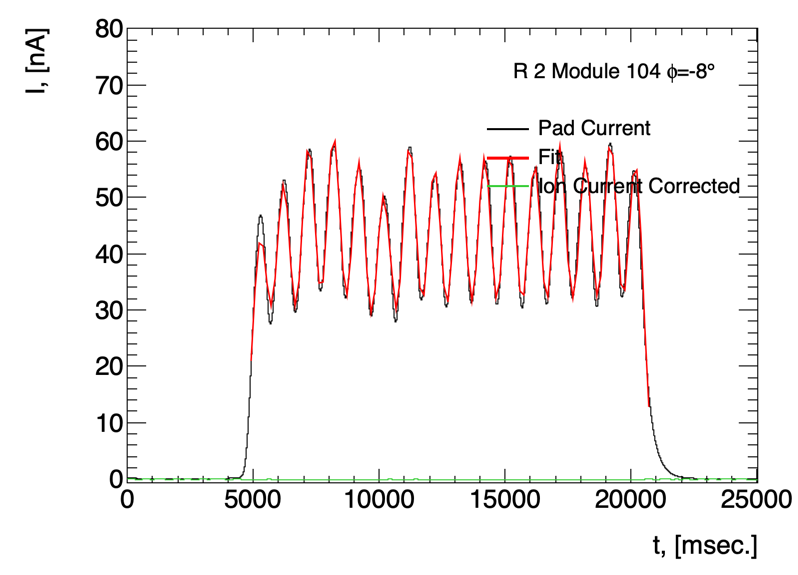 I, [nA]
80
70
60
50
40
30
20
10
0
R 2 Module 104 ϕ=-8°
Pad Current
Fit
Ion Current Corrected
0 5000 10000 15000 20000 25000
t, [msec.]